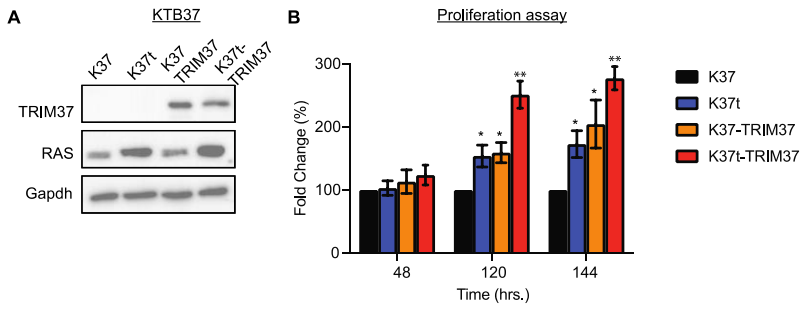 A
KTB37
K37
K37t
K37
TRIM37
K37t-
TRIM37
TRIM37
RAS
Gapdh
B
Proliferation assay
Fold Change (%)
300
200
100
0
*
*
**
*
*
**
48
120
144
Time (hrs.)
K37
K37t
K37-TRIM37
K37t-TRIM37